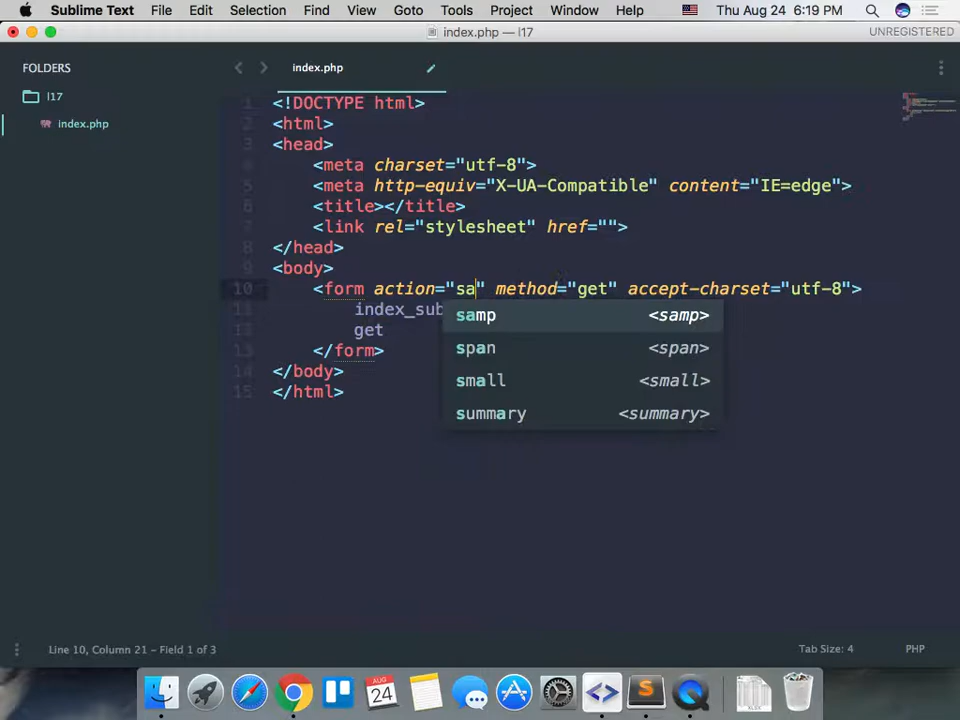 Sublime Text File Edit Selection Find View Goto Tools Project Window Help Thu Aug 24 6:19 PM
index.php — l17 UNREGISTERED
FOLDERS
l17
index.php
index.php
1 <!DOCTYPE html>
2 <html>
3 <head>
4 <meta charset="utf-8">
5 <meta http-equiv="X-UA-Compatible" content="IE=edge">
6 <title></title>
7 <link rel="stylesheet" href="">
8 </head>
9 <body>
10 <form action="sa" method="get" accept-charset="utf-8">
11 index_sub
12 get
13 </form>
14 </body>
15 </html>
samp <samp>
span <span>
small <small>
summary <summary>
Line 10, Column 21 - Field 1 of 3 Tab Size: 4 PHP
AUG
24
XLSX